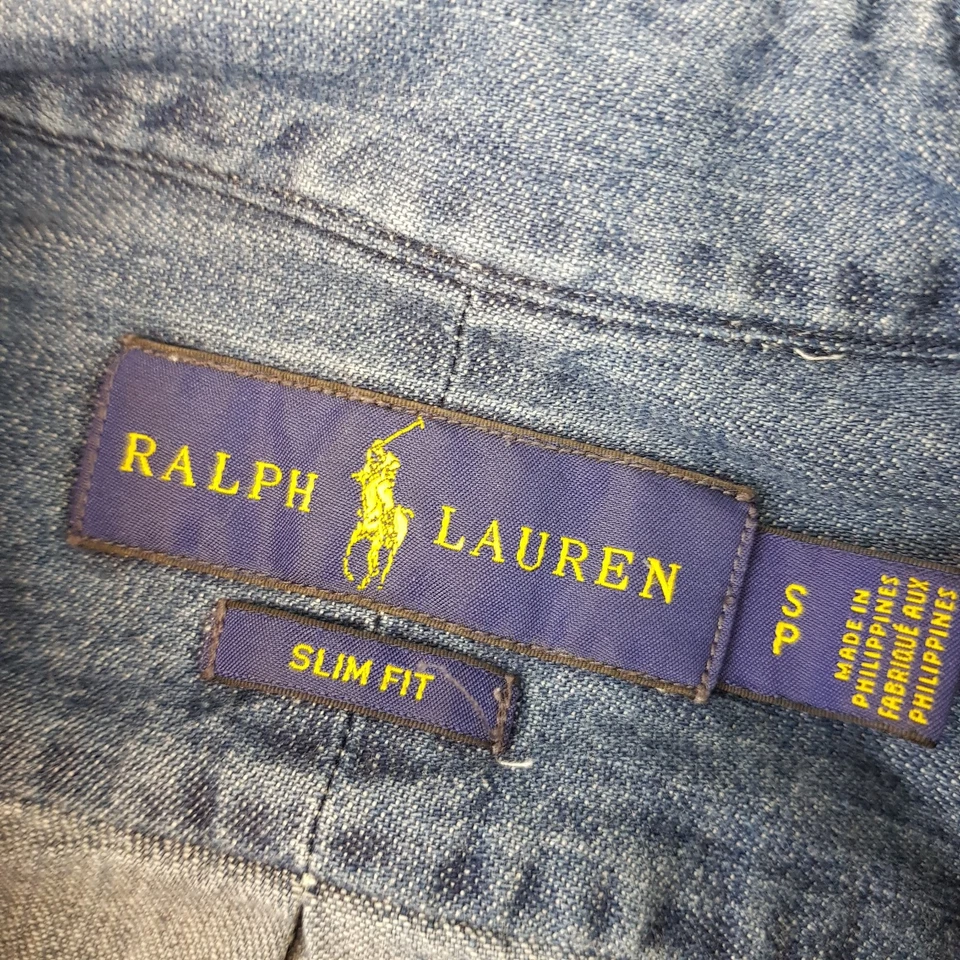 RALPH LAUREN
SLIM FIT
S
P
MADE IN
PHILIPPINES
FABRIQUÉ AUX
PHILIPPINES